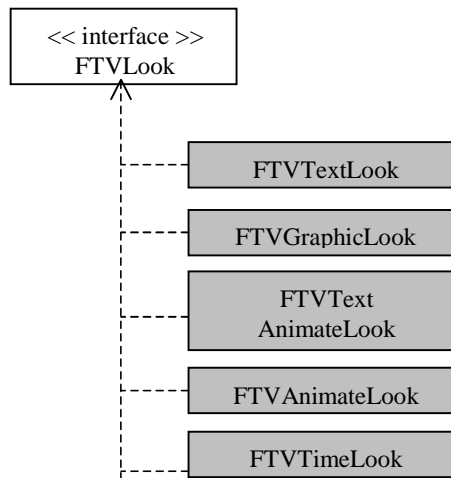 << interface >>
FTVLook
FTVTextLook
FTVGraphicLook
FTVText
AnimateLook
FTVAnimateLook
FTVTimeLook